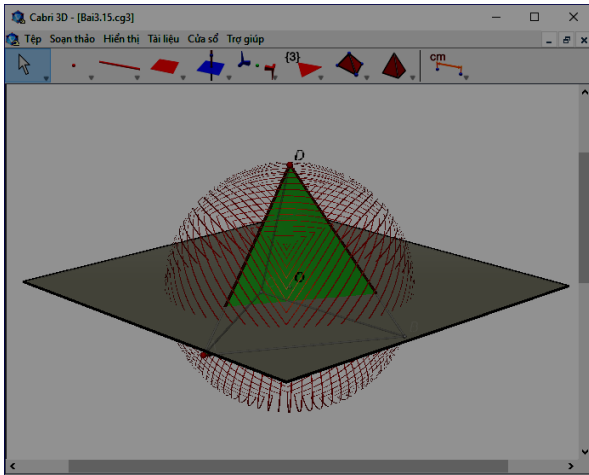 Cabri 3D - [Bai3.15.cg3]
Tệp Soạn thảo Hiển thị Tài liệu Cửa sổ Trợ giúp
{3} cm
D
O